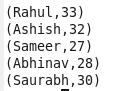 (Rahul,33)
(Ashish,32)
(Sameer,27)
(Abhinav,28)
(Saurabh,30)